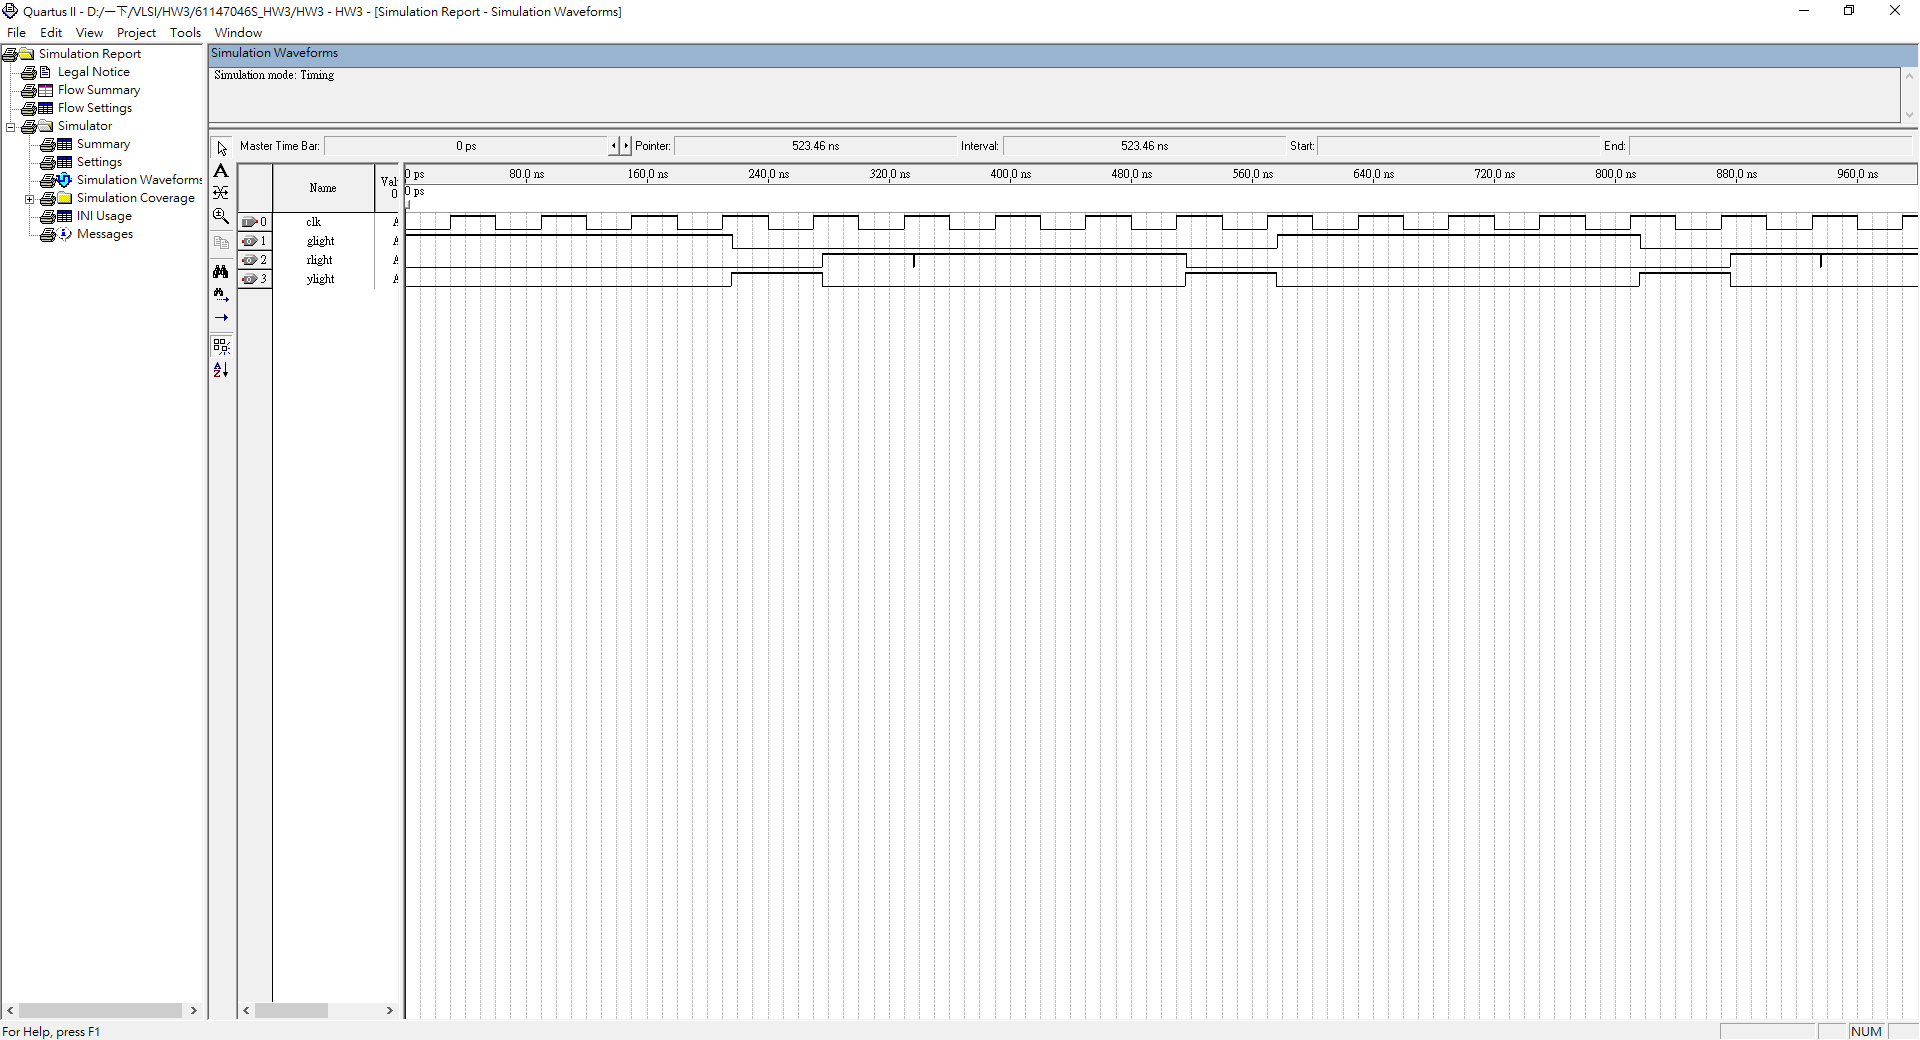 Quartus II - D:/一下/VLSI/HW3/61147046S_HW3/HW3 - HW3 - [Simulation Report - Simulation Waveforms]
File Edit View Project Tools Window
Simulation Report
Legal Notice
Flow Summary
Flow Settings
Simulator
Summary
Settings
Simulation Waveforms
Simulation Coverage
INI Usage
Messages
Simulation Waveforms
Simulation mode: Timing
Master Time Bar: 0 ps Pointer: 523.46 ns Interval: 523.46 ns Start: End:
Name
Val
0
0 ps 80.0 ns 160.0 ns 240.0 ns 320.0 ns 400.0 ns 480.0 ns 560.0 ns 640.0 ns 720.0 ns 800.0 ns 880.0 ns 960.0 ns
0 ps
0 clk A
1 glight A
2 rlight A
3 ylight A
For Help, press F1
NUM